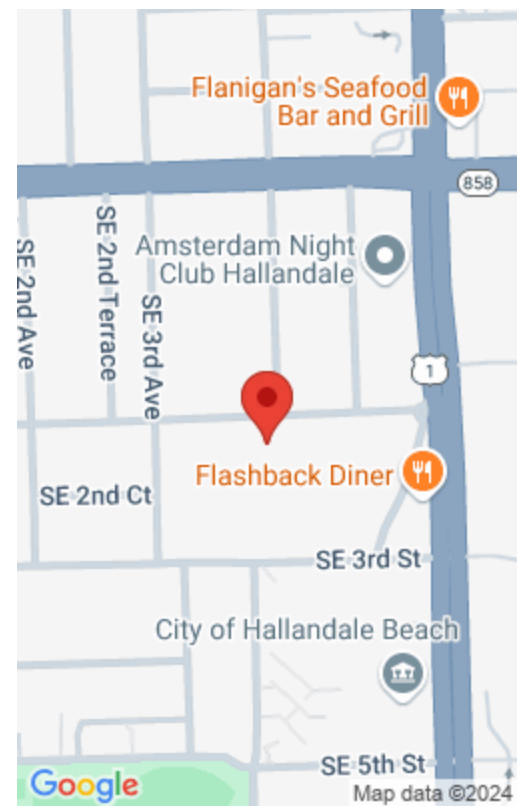 Flanigan's Seafood
Bar and Grill
858
SE 2nd Ave
SE 2nd Terrace
SE 3rd Ave
Amsterdam Night
Club Hallandale
1
Flashback Diner
SE 2nd Ct
SE 3rd St
City of Hallandale Beach
SE 5th St
Google
Map data ©2024